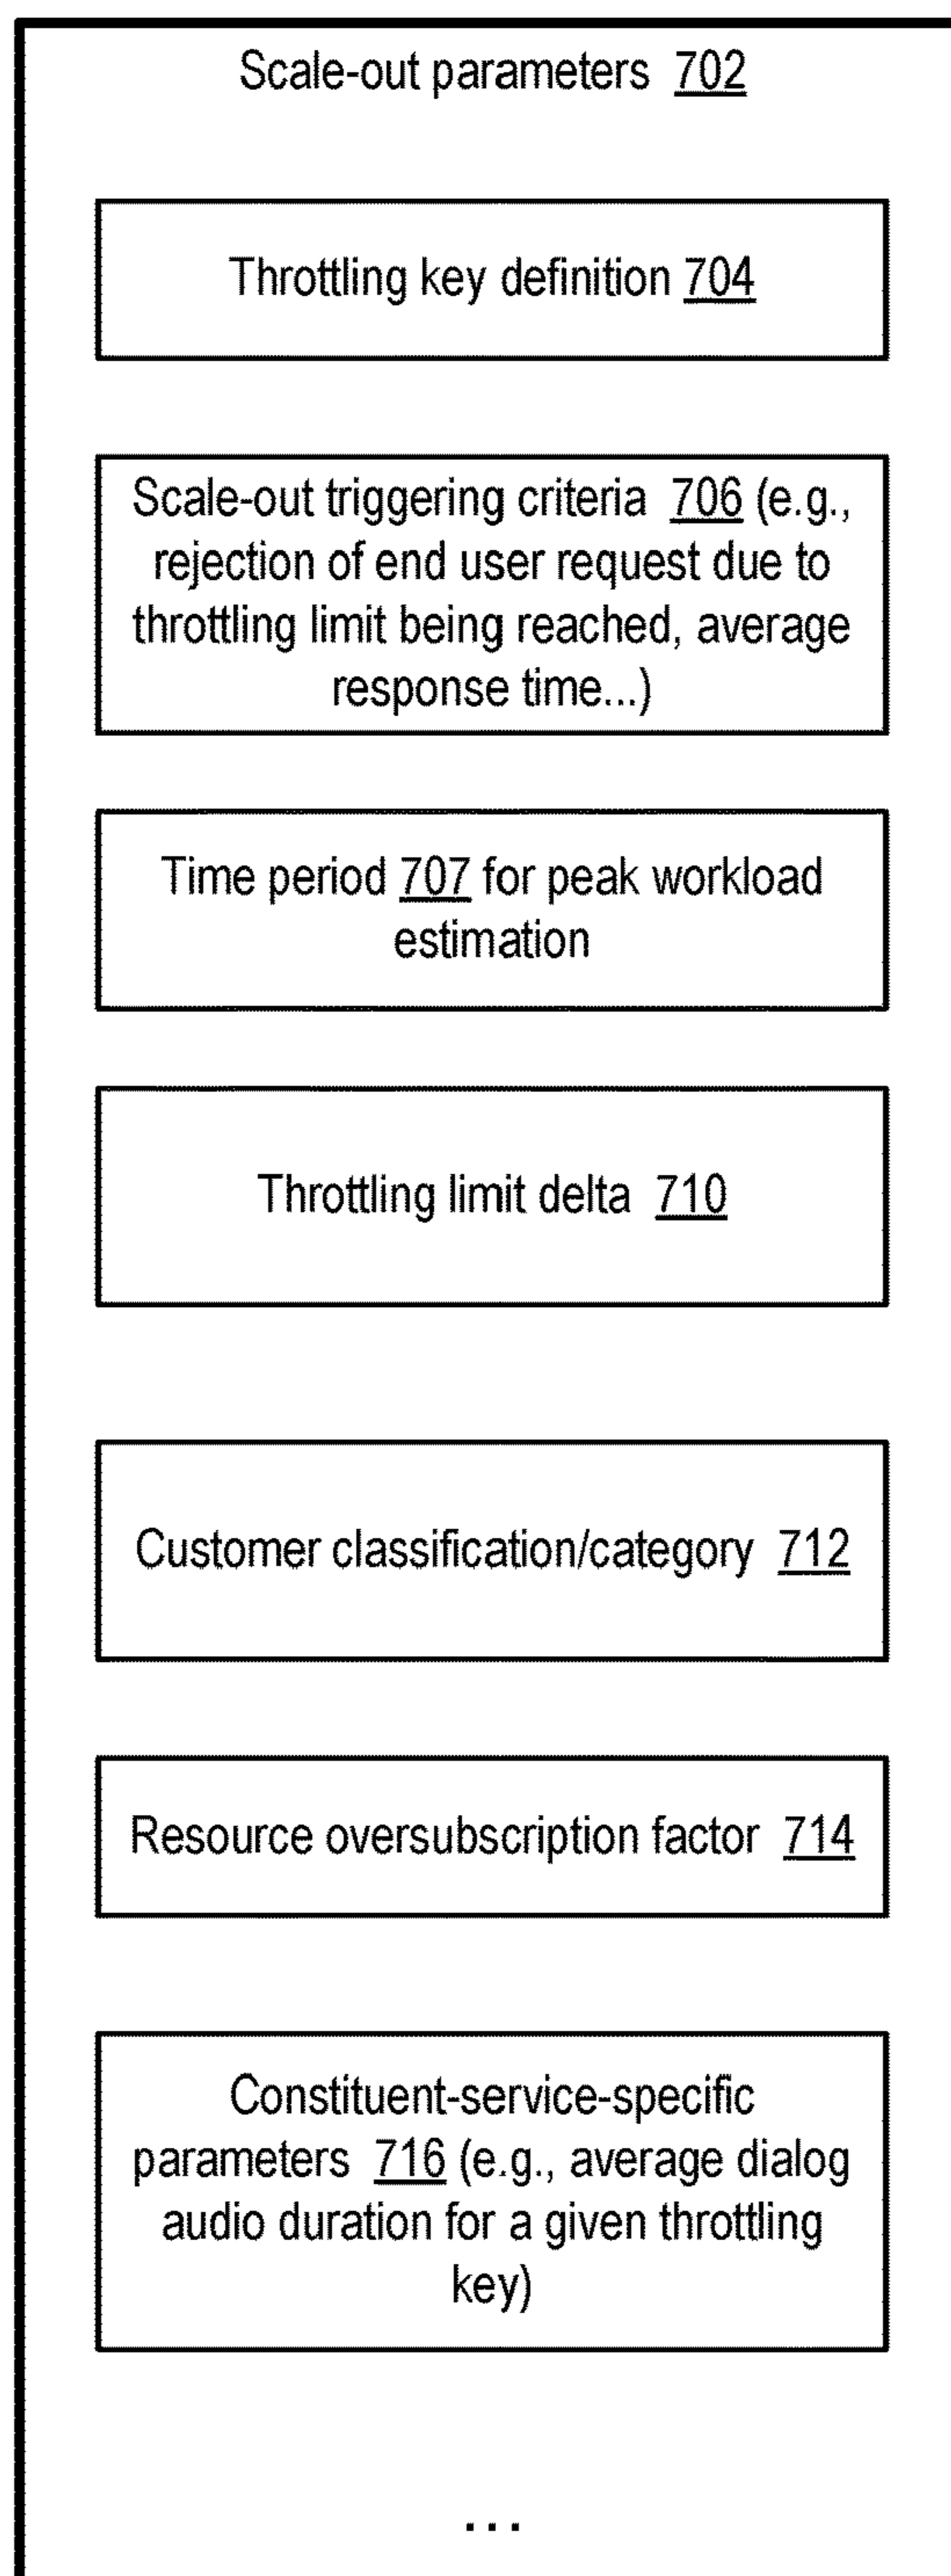 Scale-out parameters 702
Throttling key definition 704
Scale-out triggering criteria 706 (e.g.,
rejection of end user request due to
throttling limit being reached, average
response time...)
Time period 707 for peak workload
estimation
Throttling limit delta 710
Customer classification/category 712
Resource oversubscription factor 714
Constituent-service-specific
parameters 716 (e.g., average dialog
audio duration for a given throttling
key)
...